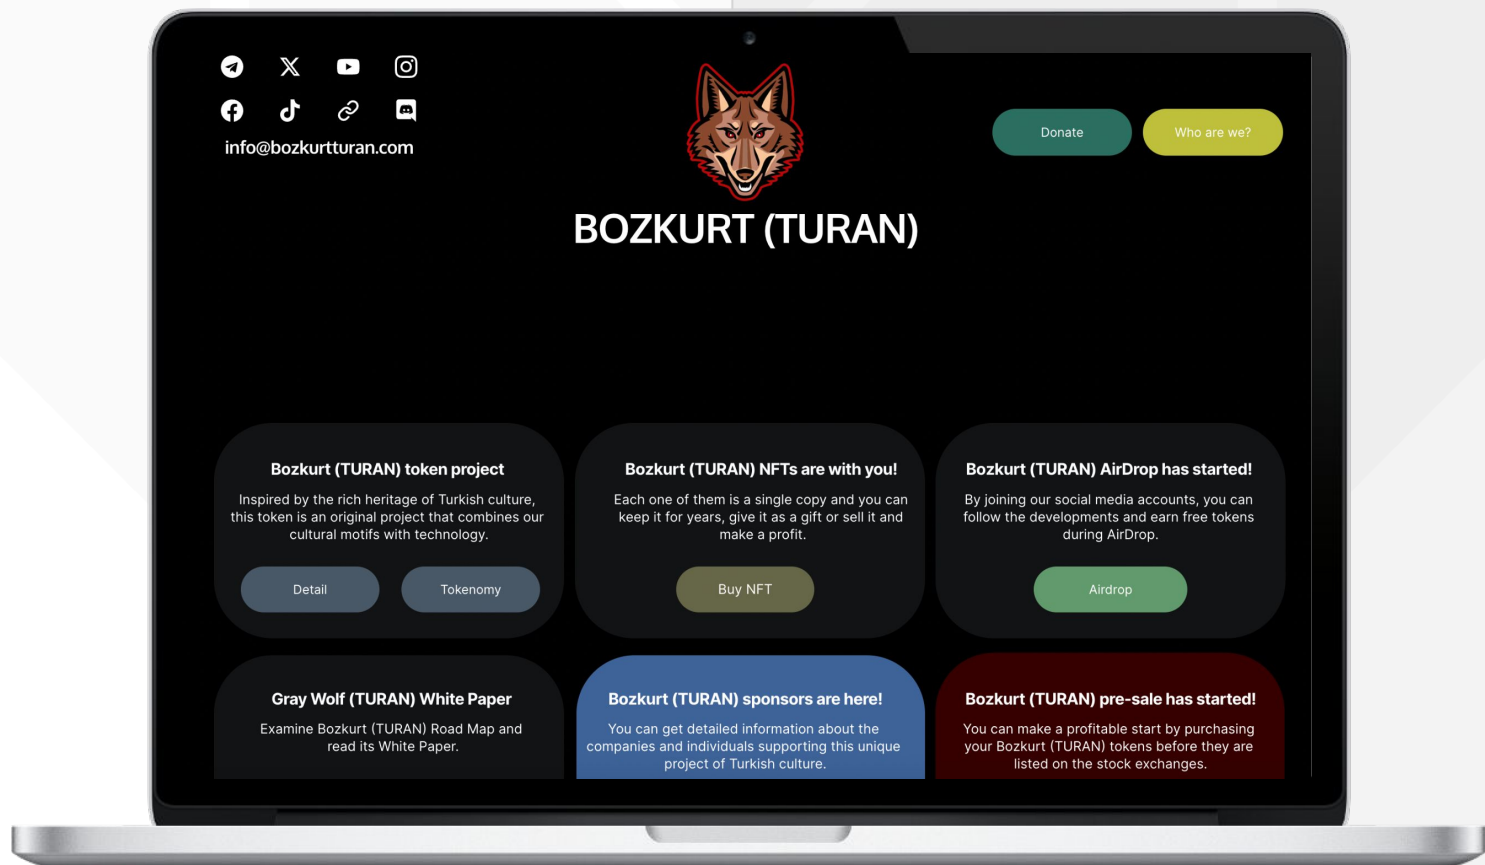 info@bozkurtturan.com
Donate
Who are we?
BOZKURT (TURAN)
Bozkurt (TURAN) token project
Inspired by the rich heritage of Turkish culture,
this token is an original project that combines our
cultural motifs with technology.
Detail
Tokenomy
Bozkurt (TURAN) NFTs are with you!
Each one of them is a single copy and you can
keep it for years, give it as a gift or sell it and
make a profit.
Buy NFT
Bozkurt (TURAN) AirDrop has started!
By joining our social media accounts, you can
follow the developments and earn free tokens
during AirDrop.
Airdrop
Gray Wolf (TURAN) White Paper
Examine Bozkurt (TURAN) Road Map and
read its White Paper.
Bozkurt (TURAN) sponsors are here!
You can get detailed information about the
companies and individuals supporting this unique
project of Turkish culture.
Bozkurt (TURAN) pre-sale has started!
You can make a profitable start by purchasing
your Bozkurt (TURAN) tokens before they are
listed on the stock exchanges.